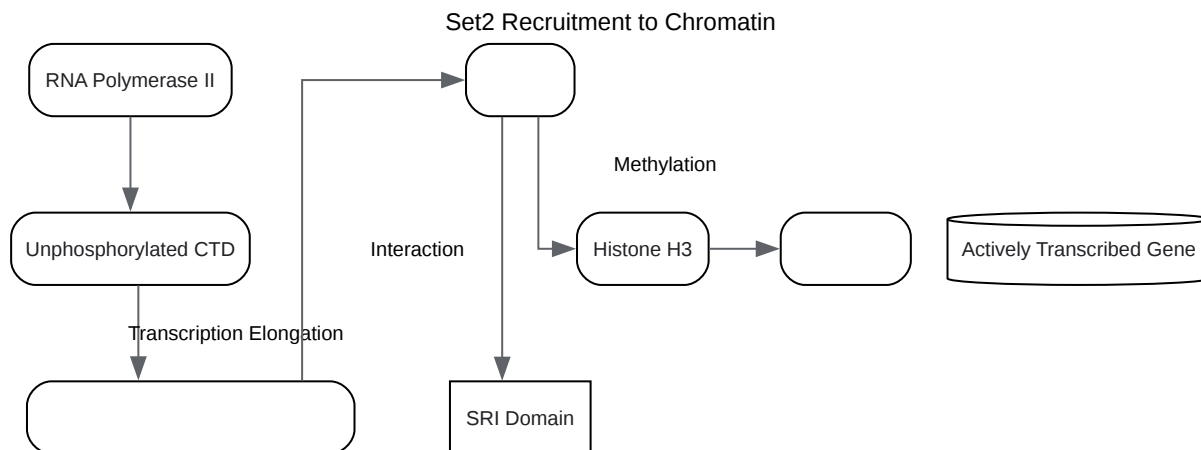 Set2 Recruitment to Chromatin
RNA Polymerase II
Methylation
Unphosphorylated CTD
Interaction
Histone H3
Actively Transcribed Gene
Transcription Elongation
SRI Domain